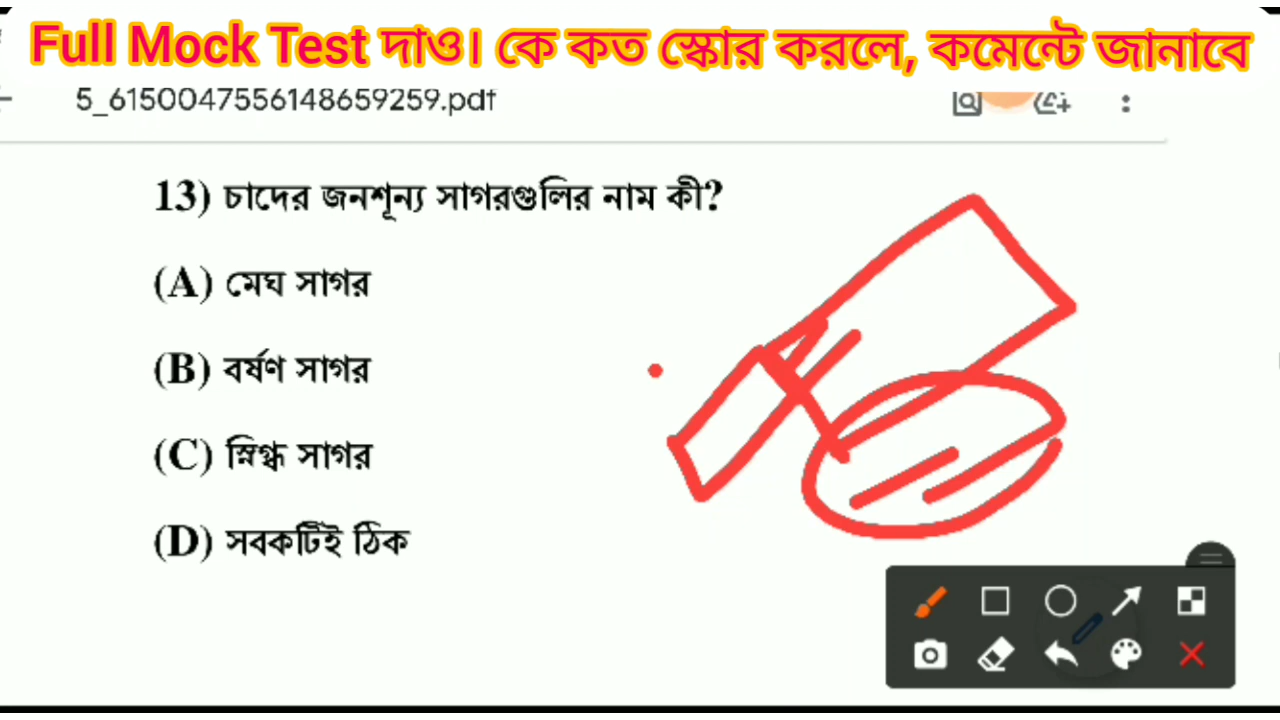 Full Mock Test দাও। কে কত স্কোর করলে, কমেন্টে জানাবে
5_6150047556148659259.pdf
13) চাদের জনশূন্য সাগরগুলির নাম কী?
(A) মেঘ সাগর
(B) বর্ষণ সাগর
(C) স্নিগ্ধ সাগর
(D) সবকটিই ঠিক